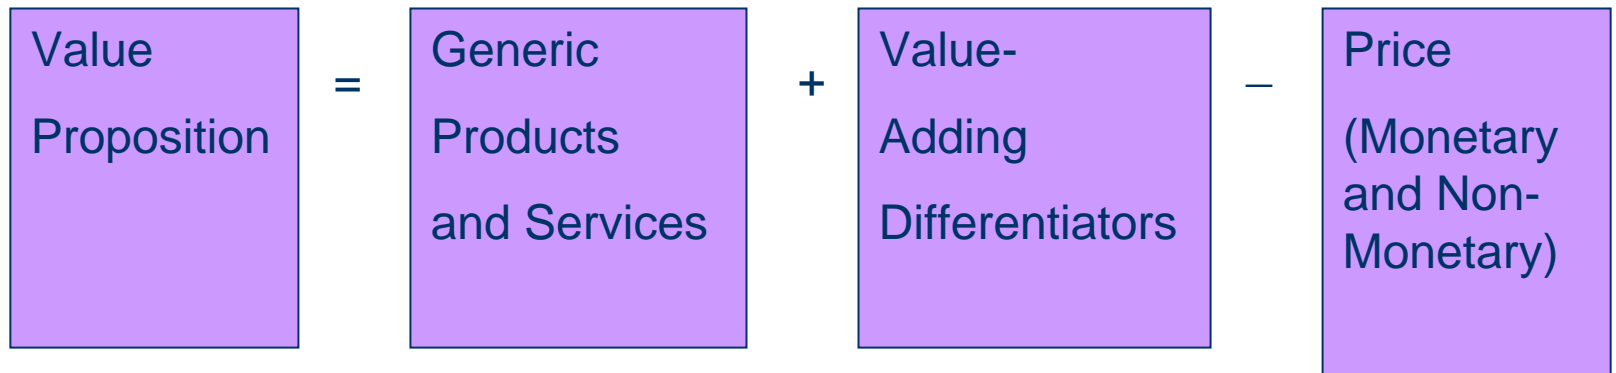 Value
Proposition
=
Generic
Products
and Services
+
Value-
Adding
Differentiators
–
Price
(Monetary
and Non-
Monetary)